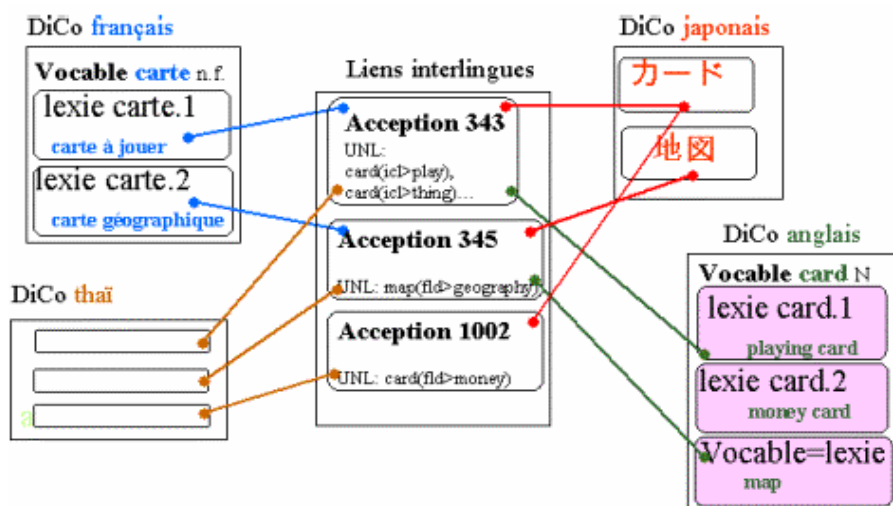 DiCo français
Vocable carte n.f.
lexie carte.1
carte à jouer
lexie carte.2
carte géographique
DiCo thaï
a
Liens interlingues
Acception 343
UNL:
card(icl>play),
card(icl>thing)...
Acception 345
UNL: map(fld>geography)
Acception 1002
UNL: card(fld>money)
DiCo japonais
カード
地図
DiCo anglais
Vocable card N
lexie card.1
playing card
lexie card.2
money card
Vocable=lexie
map